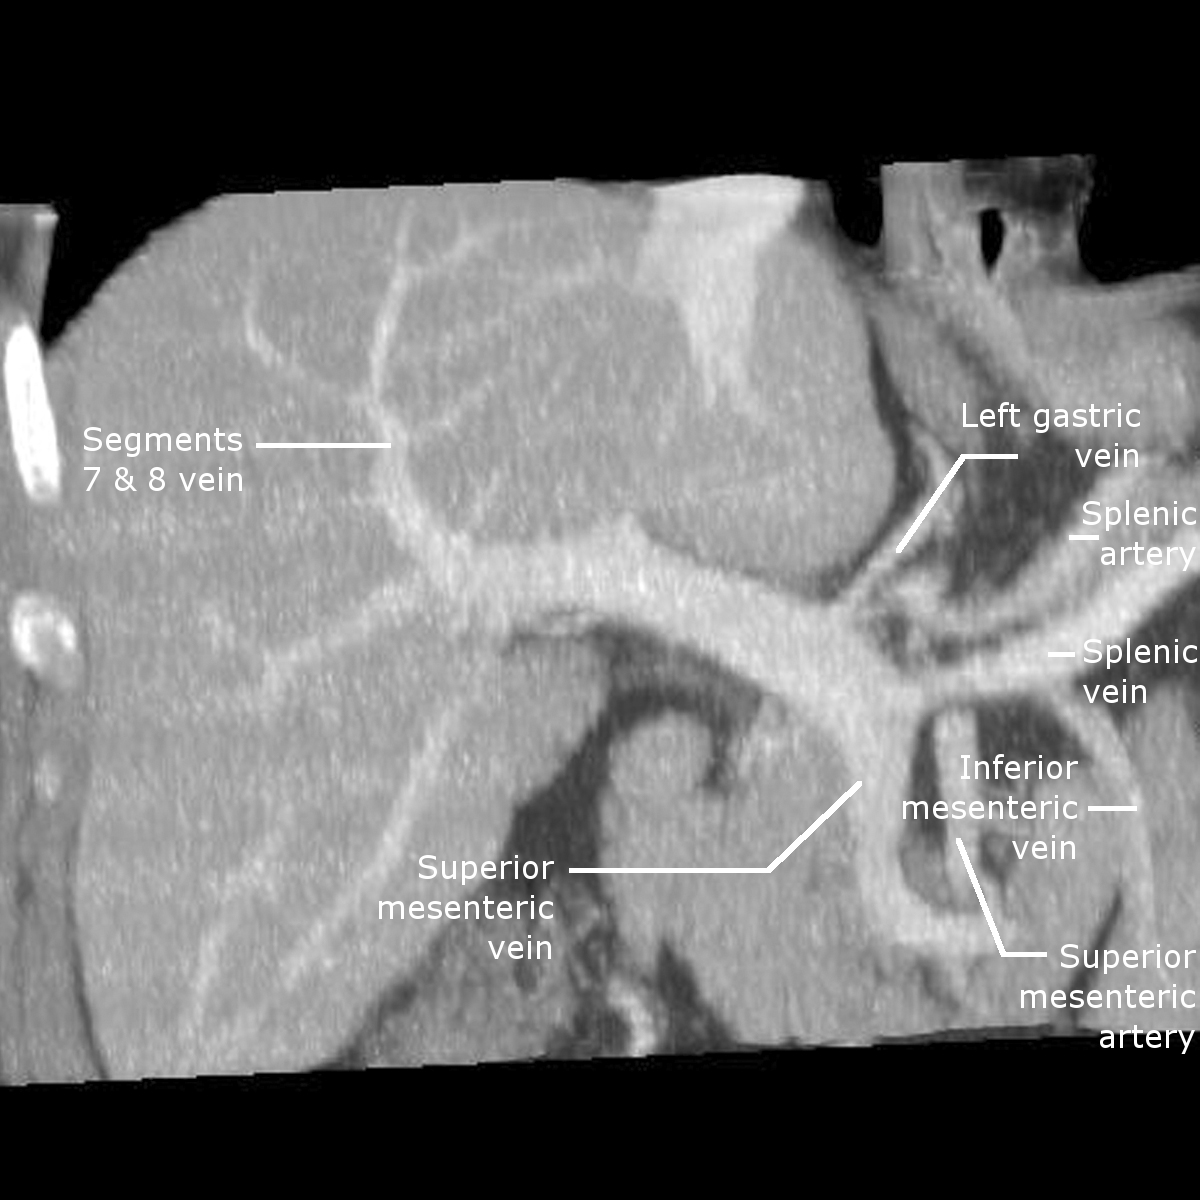 Segments
7 & 8 vein
Left gastric
vein
Splenic
artery
Splenic
vein
Inferior
mesenteric
vein
Superior
mesenteric
vein
Superior
mesenteric
artery